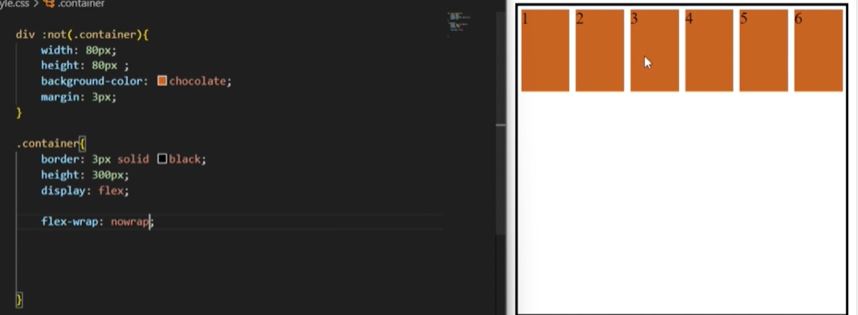 yle.css > .container
div :not(.container){
width: 80px;
height: 80px ;
background-color: chocolate;
margin: 3px;
}
.container{
border: 3px solid black;
height: 300px;
display: flex;
flex-wrap: nowrap;
}
1 2 3 4 5 6